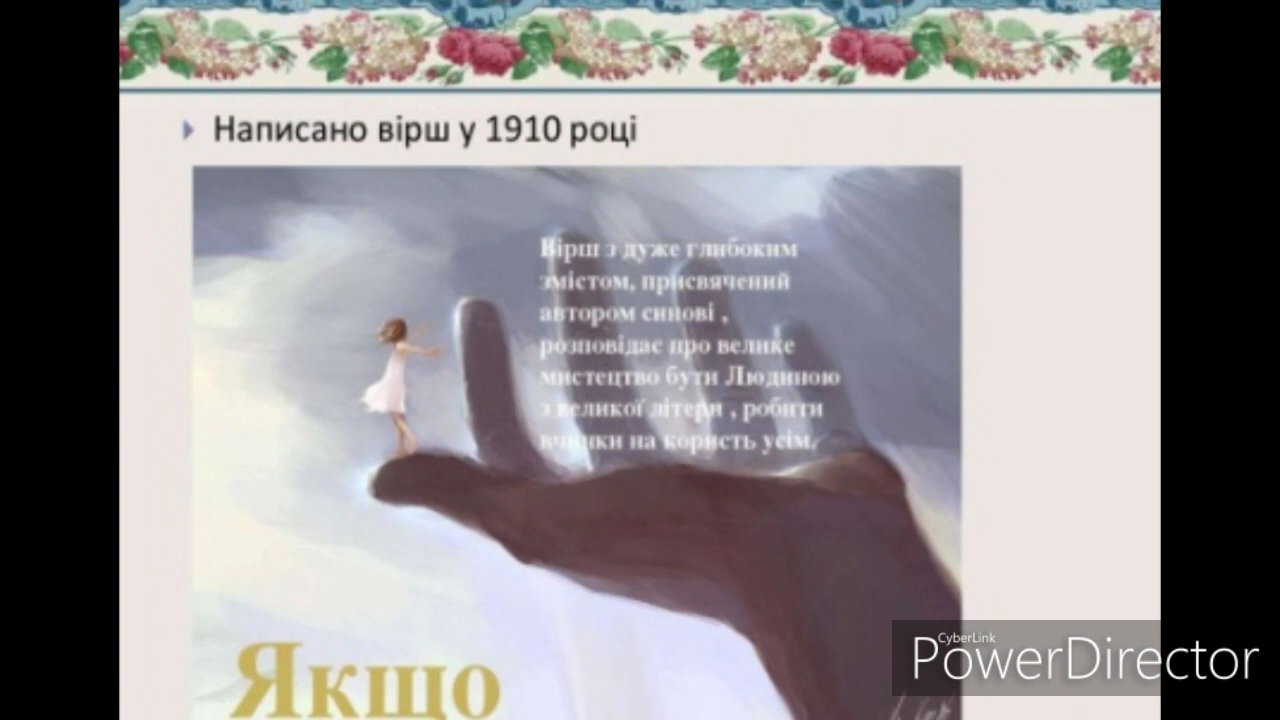 Написано вірш у 1910 році
Вірш з дуже глибоким
змістом, присвячений
автором синові ,
розповідає про велике
мистецтво бути Людиною
з великої літери , робити
вчинки на користь усім.
Якщо
CyberLink
PowerDirector